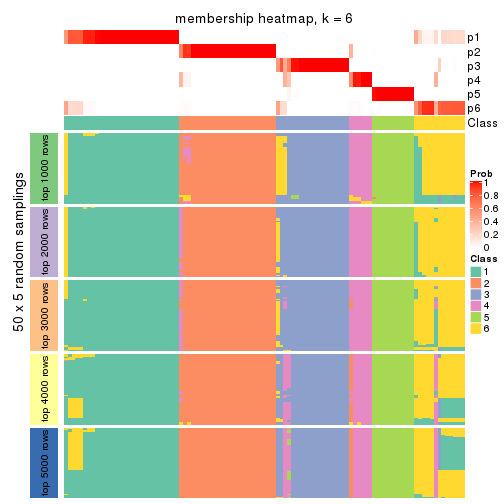 membership heatmap, k = 6
p1
p2
p3
p4
p5
p6
Class
50 x 5 random samplings
top 1000 rows
top 2000 rows
top 3000 rows
top 4000 rows
top 5000 rows
Prob
1
0.8
0.6
0.4
0.2
0
Class
1
2
3
4
5
6